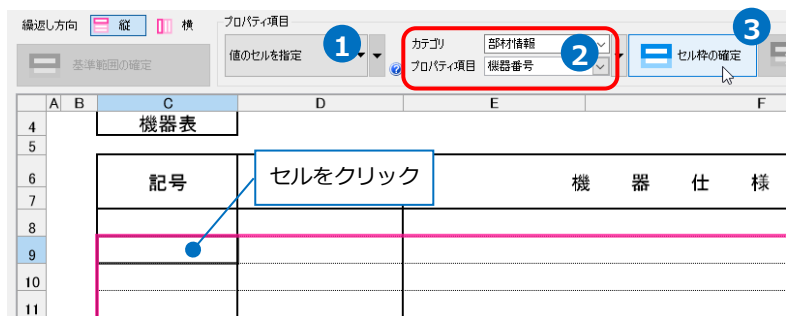 繰返し方向 縦 横 プロパティ項目
基準範囲の確定 値のセルを指定 1 カテゴリ 部材情報 2 セル枠の確定 3
プロパティ項目 機器番号
A B C D E F
4 機器表
5
6 記号 機器仕様
7
セルをクリック
8
9
10
11